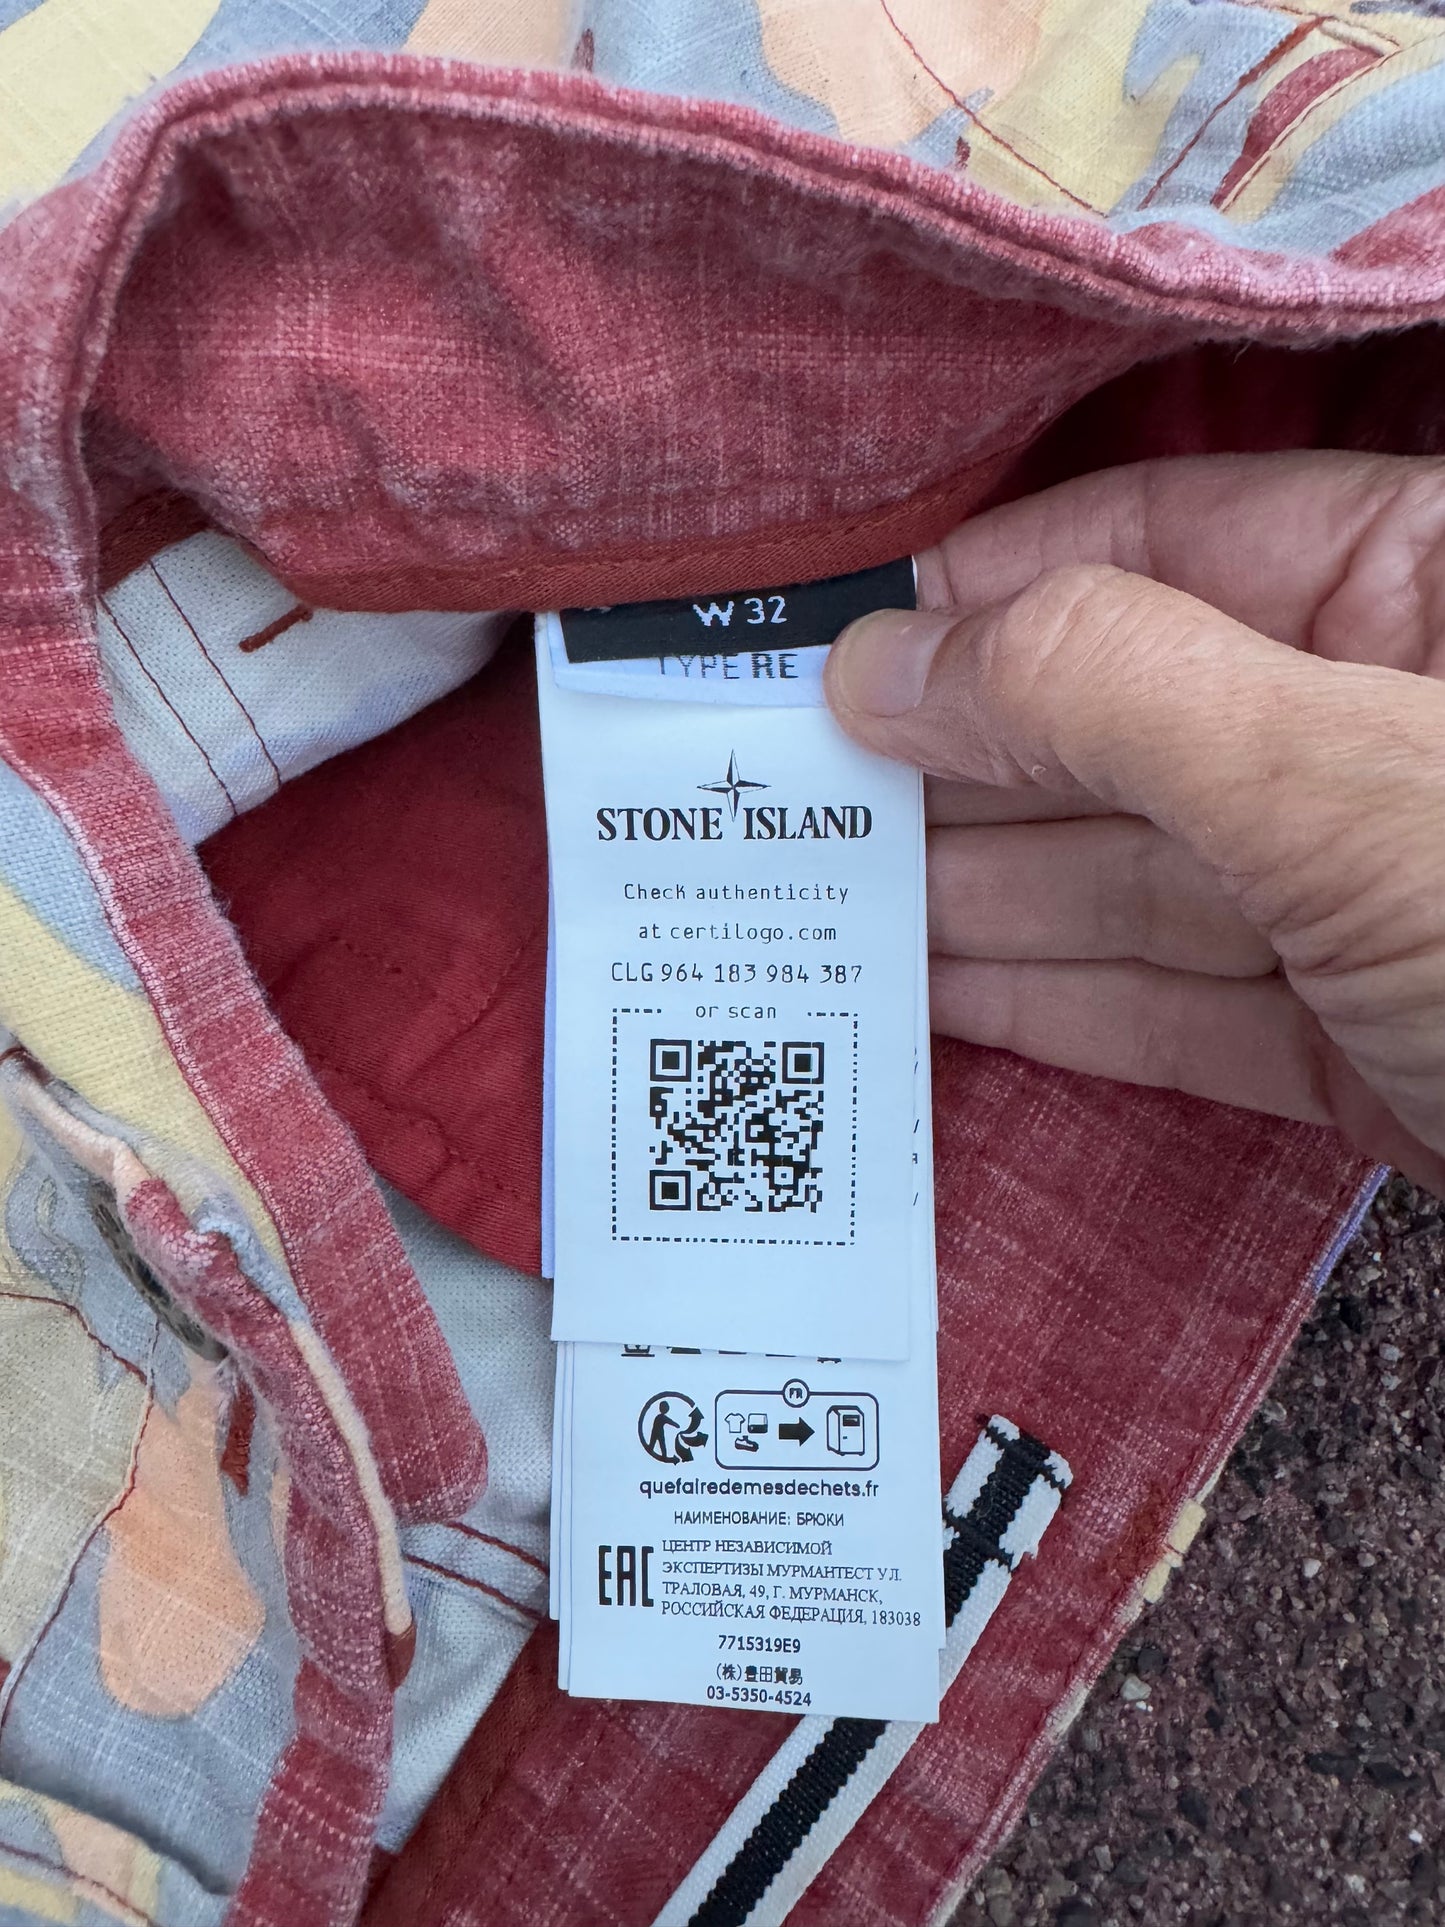 W 32
TYPE RE
STONE ISLAND
Check authenticity
at certilogo.com
CLG 964 183 984 387
or scan
FR
quefairedemesdechets.fr
НАИМЕНОВАНИЕ: БРЮКИ
EAC
ЦЕНТР НЕЗАВИСИМОЙ
ЭКСПЕРТИЗЫ МУРМАНТЕСТ УЛ.
ТРАЛОВАЯ, 49, Г. МУРМАНСК,
РОССИЙСКАЯ ФЕДЕРАЦИЯ, 183038
7715319E9
(株)豊田貿易
03-5350-4524